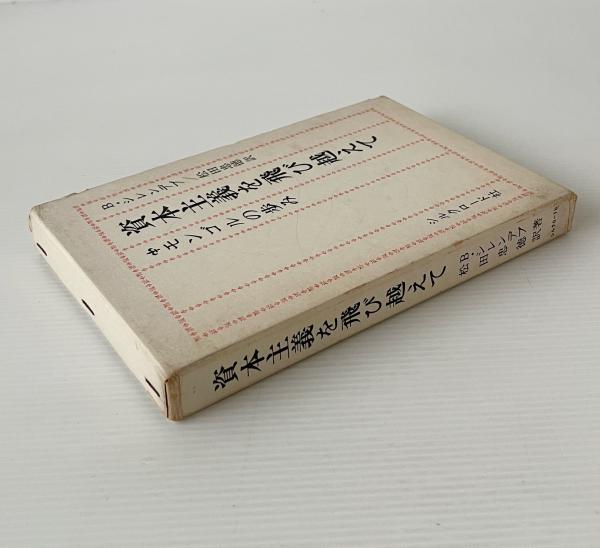 B・シレンデブ/松田忠徳訳
資本主義を飛び越えて
モンゴルの歩み
シルクロード社
資本主義を飛び越えて
B・シレンデブ著
松田忠徳訳